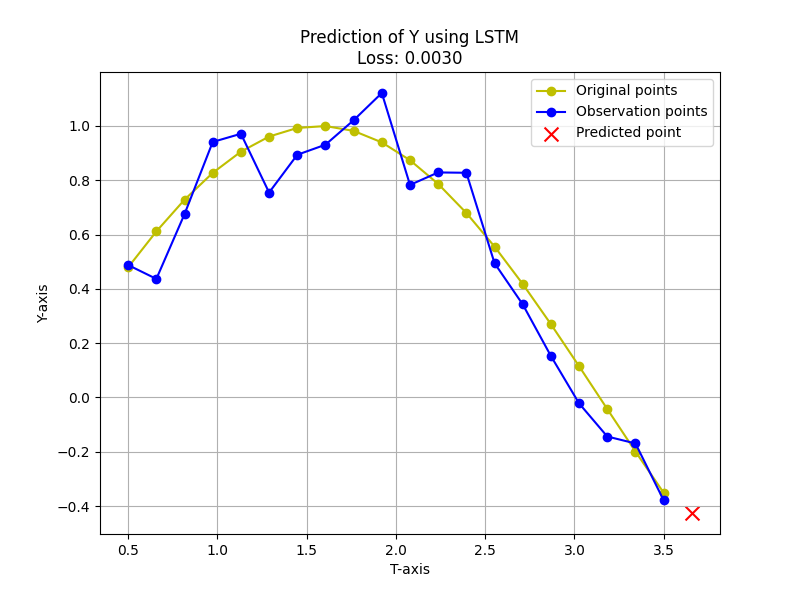 Prediction of Y using LSTM
Loss: 0.0030
Original points
Observation points
Predicted point
1.0
0.8
0.6
0.4
0.2
0.0
−0.2
−0.4
Y-axis
0.5 1.0 1.5 2.0 2.5 3.0 3.5
T-axis